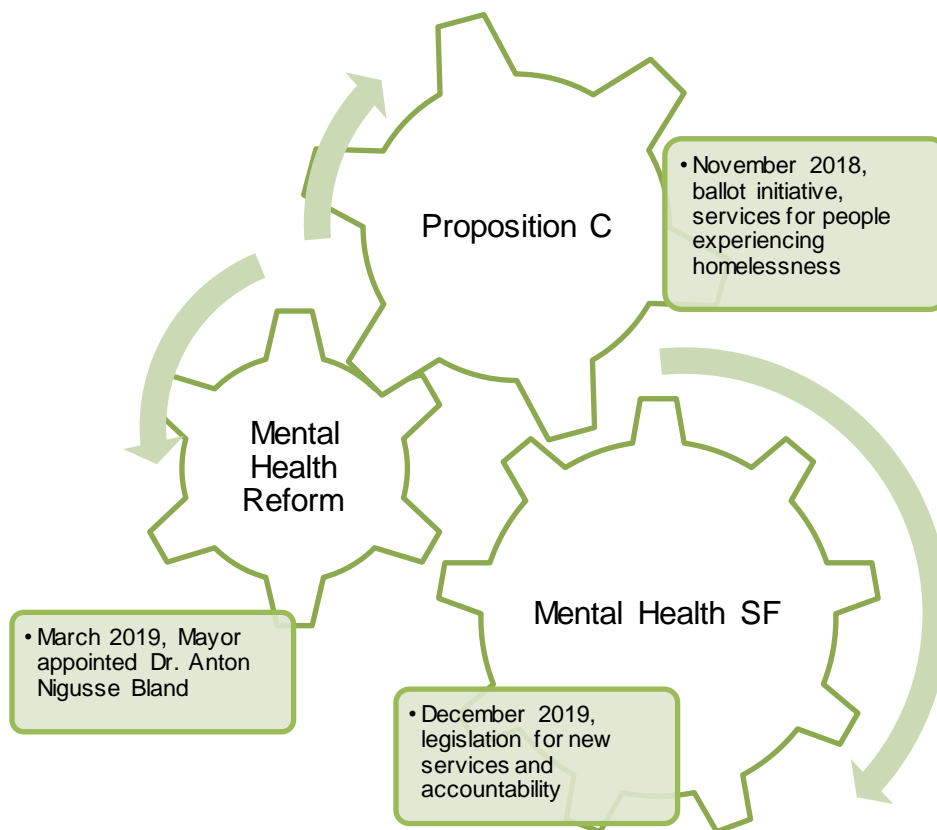 Proposition C
• November 2018,
ballot initiative,
services for people
experiencing
homelessness
Mental
Health
Reform
• March 2019, Mayor
appointed Dr. Anton
Nigusse Bland
Mental Health SF
• December 2019,
legislation for new
services and
accountability